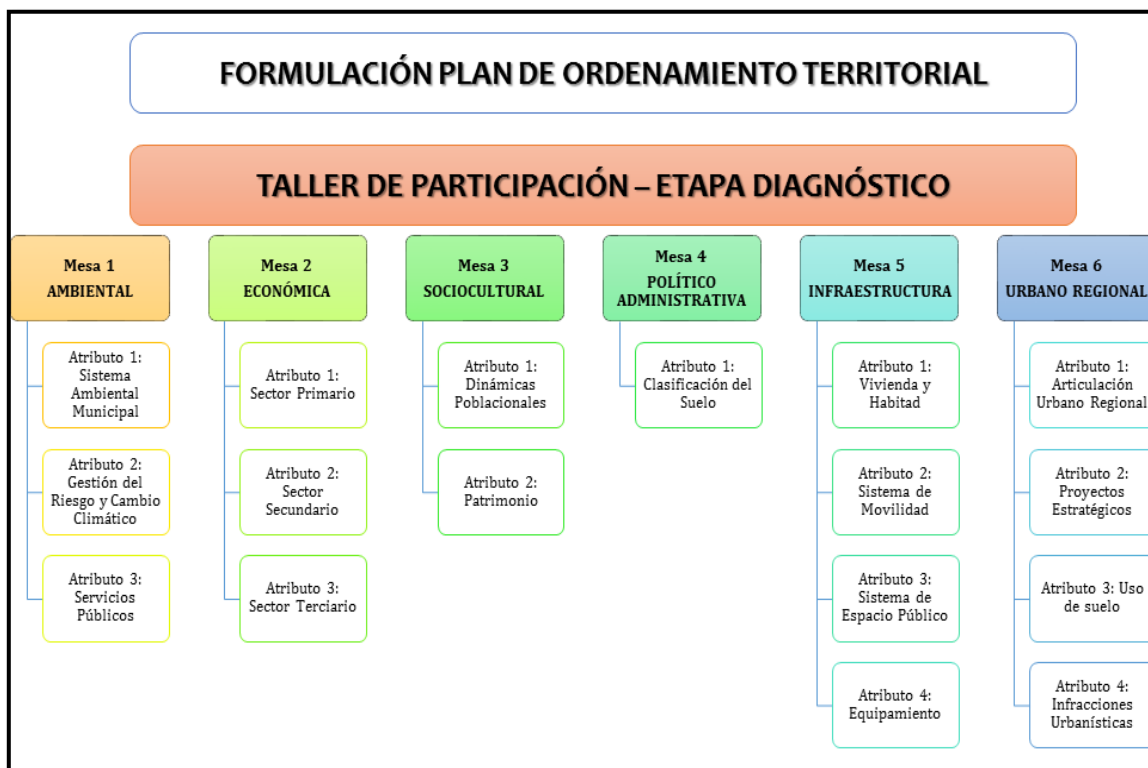 FORMULACIÓN PLAN DE ORDENAMIENTO TERRITORIAL
TALLER DE PARTICIPACIÓN – ETAPA DIAGNÓSTICO
Mesa 1
AMBIENTAL
Atributo 1:
Sistema
Ambiental
Municipal
Atributo 2:
Gestión del
Riesgo y Cambio
Climático
Atributo 3:
Servicios
Públicos
Mesa 2
ECONÓMICA
Atributo 1:
Sector Primario
Atributo 2:
Sector
Secundario
Atributo 3:
Sector Terciario
Mesa 3
SOCIOCULTURAL
Atributo 1:
Dinámicas
Poblacionales
Atributo 2:
Patrimonio
Mesa 4
POLÍTICO
ADMINISTRATIVA
Atributo 1:
Clasificación del
Suelo
Mesa 5
INFRAESTRUCTURA
Atributo 1:
Vivienda y
Habitad
Atributo 2:
Sistema de
Movilidad
Atributo 3:
Sistema de
Espacio Público
Atributo 4:
Equipamiento
Mesa 6
URBANO REGIONAL
Atributo 1:
Articulación
Urbano Regional
Atributo 2:
Proyectos
Estratégicos
Atributo 3: Uso
de suelo
Atributo 4:
Infracciones
Urbanísticas